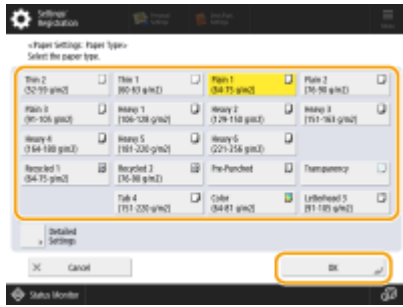 Settings/
Registration
<Paper Settings: Paper Type>
Select the paper type.
Thin 2
(52-59 g/m2)
Thin 1
(60-63 g/m2)
Plain 1
(64-75 g/m2)
Plain 2
(76-90 g/m2)
Plain 3
(91-105 g/m2)
Heavy 1
(106-128 g/m2)
Heavy 2
(129-150 g/m2)
Heavy 3
(151-163 g/m2)
Heavy 4
(164-180 g/m2)
Heavy 5
(181-220 g/m2)
Heavy 6
(221-256 g/m2)
Recycled 1
(64-75 g/m2)
Recycled 2
(76-90 g/m2)
Pre-Punched
Transparency
Tab 4
(151-220 g/m2)
Color
(64-81 g/m2)
Letterhead 3
(91-105 g/m2)
Detailed
Settings
Cancel
OK
Status Monitor